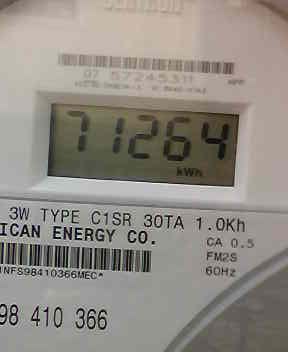 07 57245311
71264
kWh
3W TYPE C1SR 30TA 1.0Kh
ICAN ENERGY CO.
CA 0.5
FM2S
60Hz
INFS98410366MEC*
98 410 366